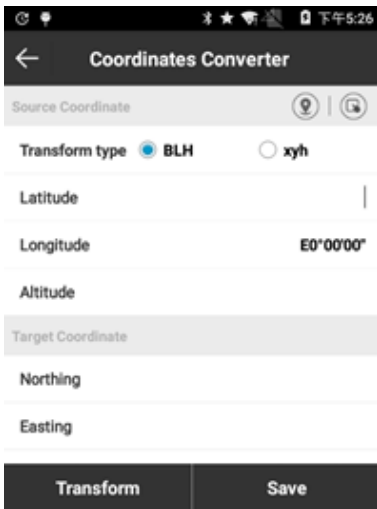 下午5:26
Coordinates Converter
Source Coordinate
Transform type BLH xyh
Latitude
Longitude E0°00'00"
Altitude
Target Coordinate
Northing
Easting
Transform Save